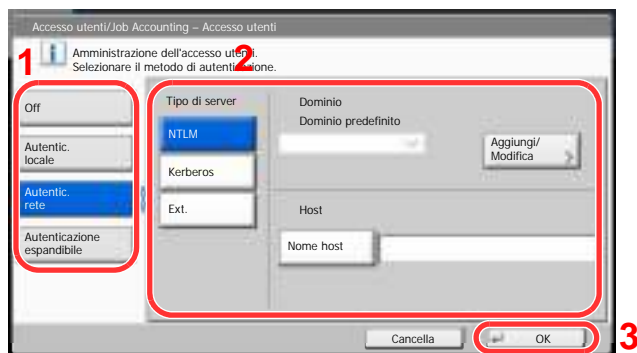 Accesso utenti/Job Accounting – Accesso utenti
Amministrazione dell'accesso utenti.
Selezionare il metodo di autenticazione.
1
2
Off
Autentic.
locale
Autentic.
rete
Autenticazione
espandibile
Tipo di server
NTLM
Kerberos
Ext.
Dominio
Dominio predefinito
Aggiungi/
Modifica
Host
Nome host
Cancella
OK
3